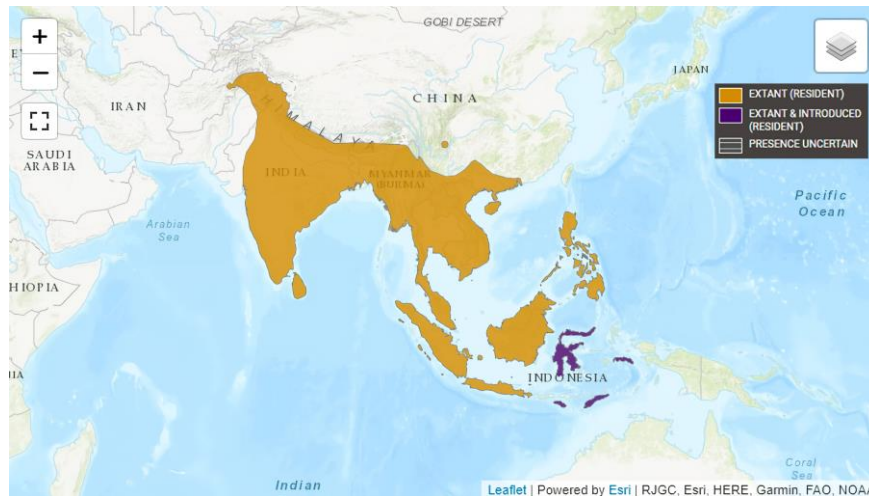 GOBI DESERT
JAPAN
CHINA
IRAN
HIMALAYA
SAUDI
ARABIA
INDIA
MYANMAR
(BURMA)
Arabian
Sea
Pacific
Ocean
HIOPIA
INDONESIA
Coral
Sea
Indian
+
−
EXTANT (RESIDENT)
EXTANT & INTRODUCED
(RESIDENT)
PRESENCE UNCERTAIN
Leaflet | Powered by Esri | RJGC, Esri, HERE, Garmin, FAO, NOAA